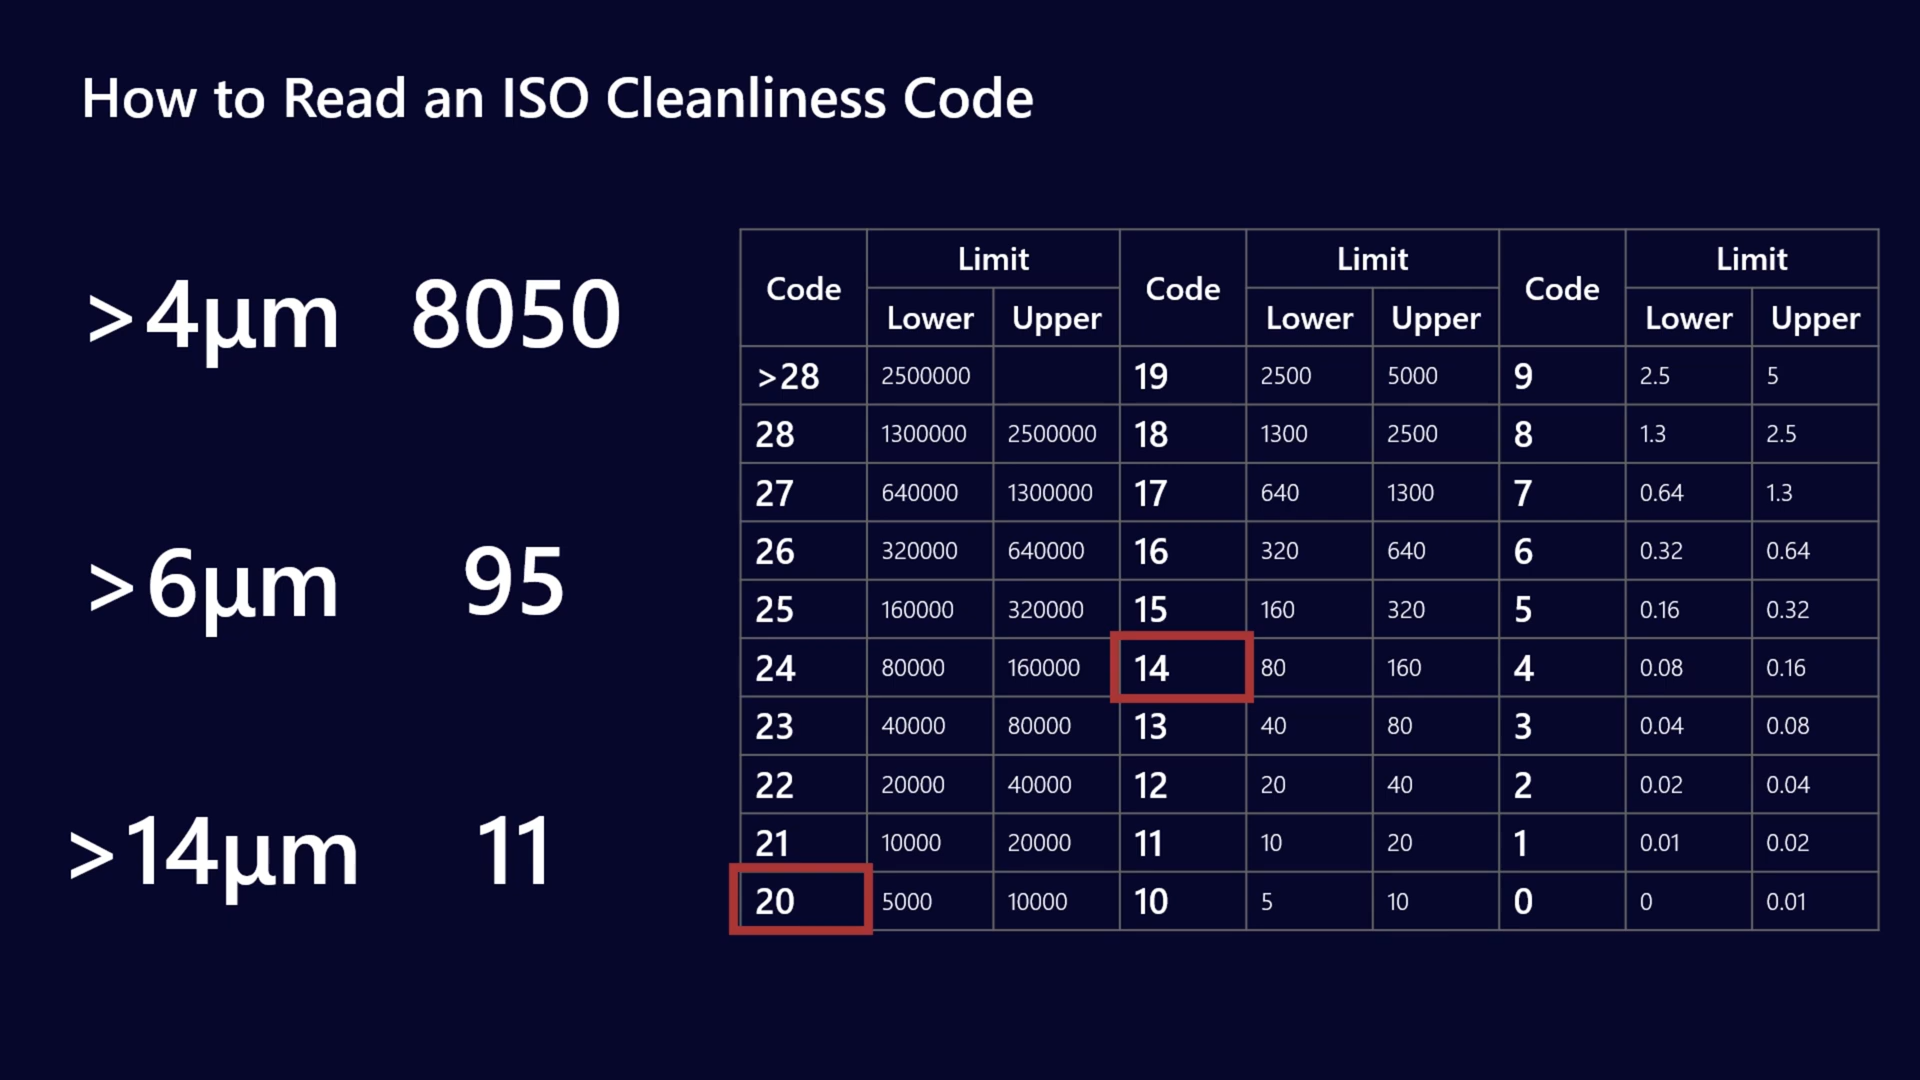 How to Read an ISO Cleanliness Code
>4μm 8050
>6μm 95
>14μm 11
Code Limit Code Limit Code Limit
Lower Upper Lower Upper Lower Upper
>28 2500000 19 2500 5000 9 2.5 5
28 1300000 2500000 18 1300 2500 8 1.3 2.5
27 640000 1300000 17 640 1300 7 0.64 1.3
26 320000 640000 16 320 640 6 0.32 0.64
25 160000 320000 15 160 320 5 0.16 0.32
24 80000 160000 14 80 160 4 0.08 0.16
23 40000 80000 13 40 80 3 0.04 0.08
22 20000 40000 12 20 40 2 0.02 0.04
21 10000 20000 11 10 20 1 0.01 0.02
20 5000 10000 10 5 10 0 0 0.01